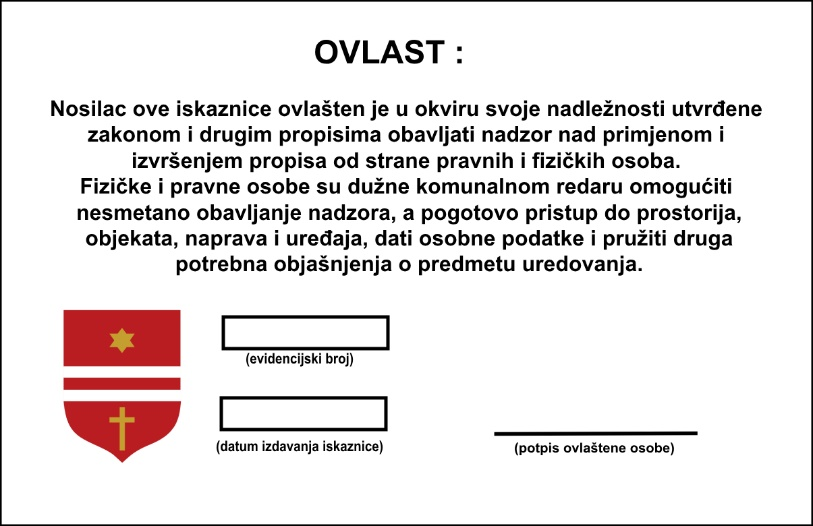 OVLAST :
Nosilac ove iskaznice ovlašten je u okviru svoje nadležnosti utvrđene
zakonom i drugim propisima obavljati nadzor nad primjenom i
izvršenjem propisa od strane pravnih i fizičkih osoba.
Fizičke i pravne osobe su dužne komunalnom redaru omogućiti
nesmetano obavljanje nadzora, a pogotovo pristup do prostorija,
objekata, naprava i uređaja, dati osobne podatke i pružiti druga
potrebna objašnjenja o predmetu uredovanja.
(evidencijski broj)
(datum izdavanja iskaznice)
(potpis ovlaštene osobe)